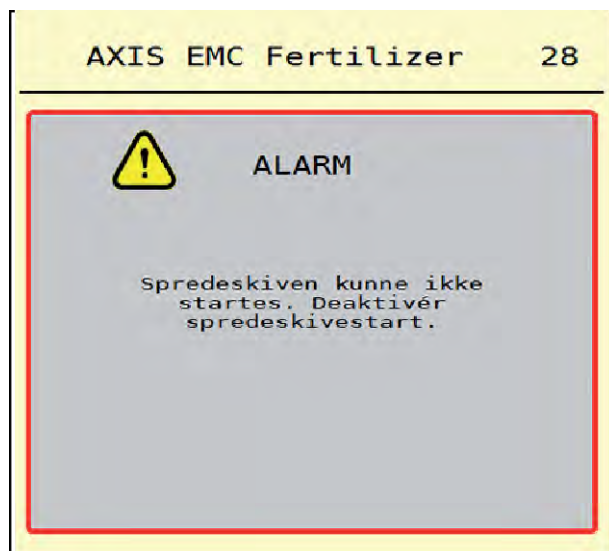 AXIS EMC Fertilizer 28
ALARM
Spredeskiven kunne ikke
startes. Deaktivér
spredeskivestart.